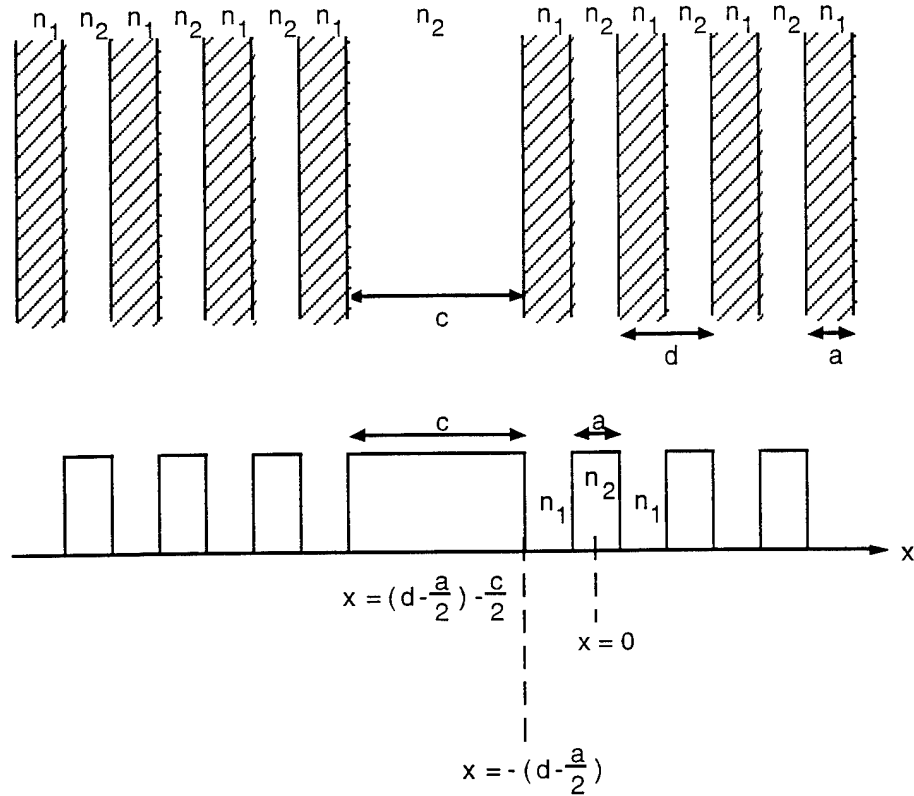 n1 n2 n1 n2 n1 n2 n1 n2 n1 n2 n1 n2 n1 n2 n1
c
d
a
c
a
n1 n2 n1
x
x = (d-a/2) - c/2
x = 0
x = - (d-a/2)